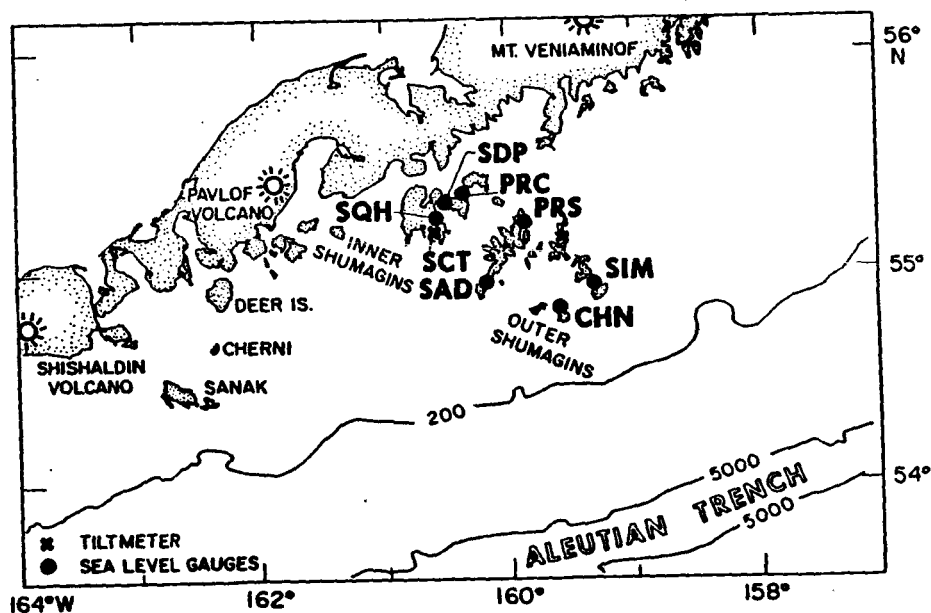 56°
N
MT. VENIAMINOF
SDP
PRC
PAVLOF
VOLCANO
SQH
PRS
INNER
SHUMAGINS
SCT
SAD
55°
SIM
DEER IS.
CHN
OUTER
SHUMAGINS
CHERNI
SHISHALDIN
VOLCANO
SANAK
200
54°
5000
ALEUTIAN TRENCH
5000
TILTMETER
SEA LEVEL GAUGES
164°W
162°
160°
158°